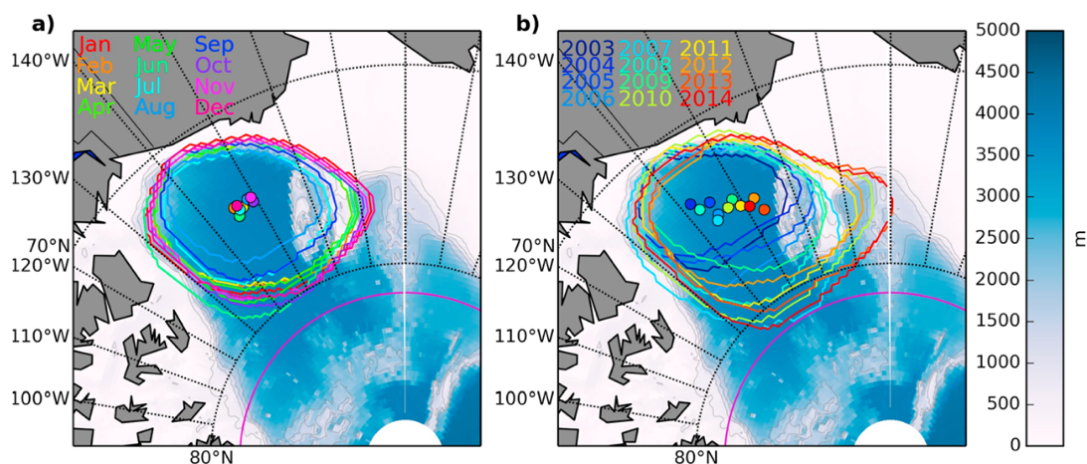 a)
Jan May Sep
Feb Jun Oct
Mar Jul Nov
Apr Aug Dec
140°W
130°W
70°N
120°W
110°W
100°W
80°N
b)
2003 2007 2011
2004 2008 2012
2005 2009 2013
2006 2010 2014
140°W
130°W
70°N
120°W
110°W
100°W
80°N
5000
4500
4000
3500
3000
2500
2000
1500
1000
500
0
m